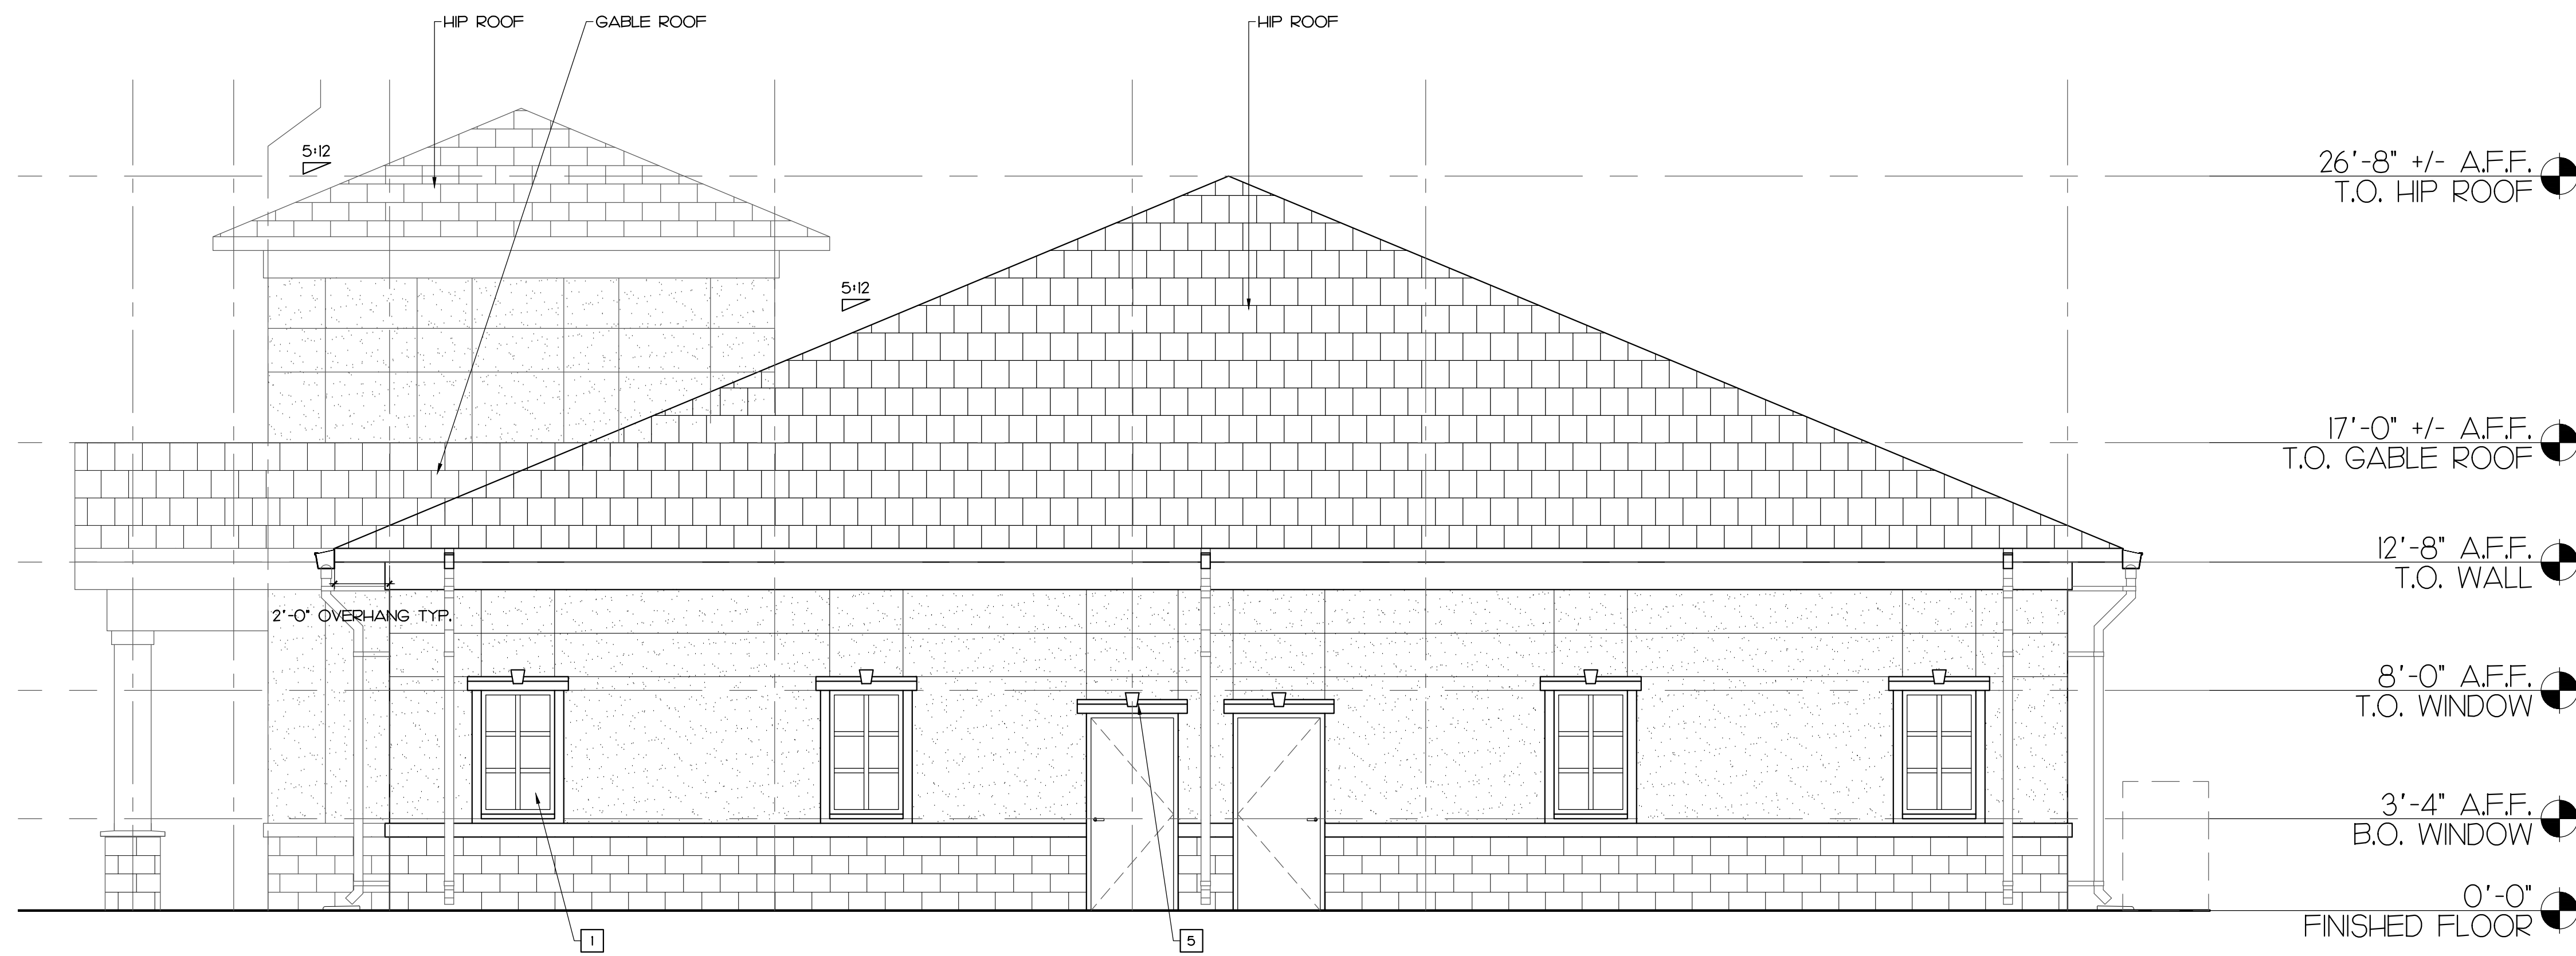 HIP ROOF
GABLE ROOF
HIP ROOF
5:12
26'-8" +/- A.F.F.
T.O. HIP ROOF
5:12
17'-0" +/- A.F.F.
T.O. GABLE ROOF
12'-8" A.F.F.
T.O. WALL
2'-0" OVERHANG TYP.
8'-0" A.F.F.
T.O. WINDOW
3'-4" A.F.F.
B.O. WINDOW
0'-0"
FINISHED FLOOR
1
5